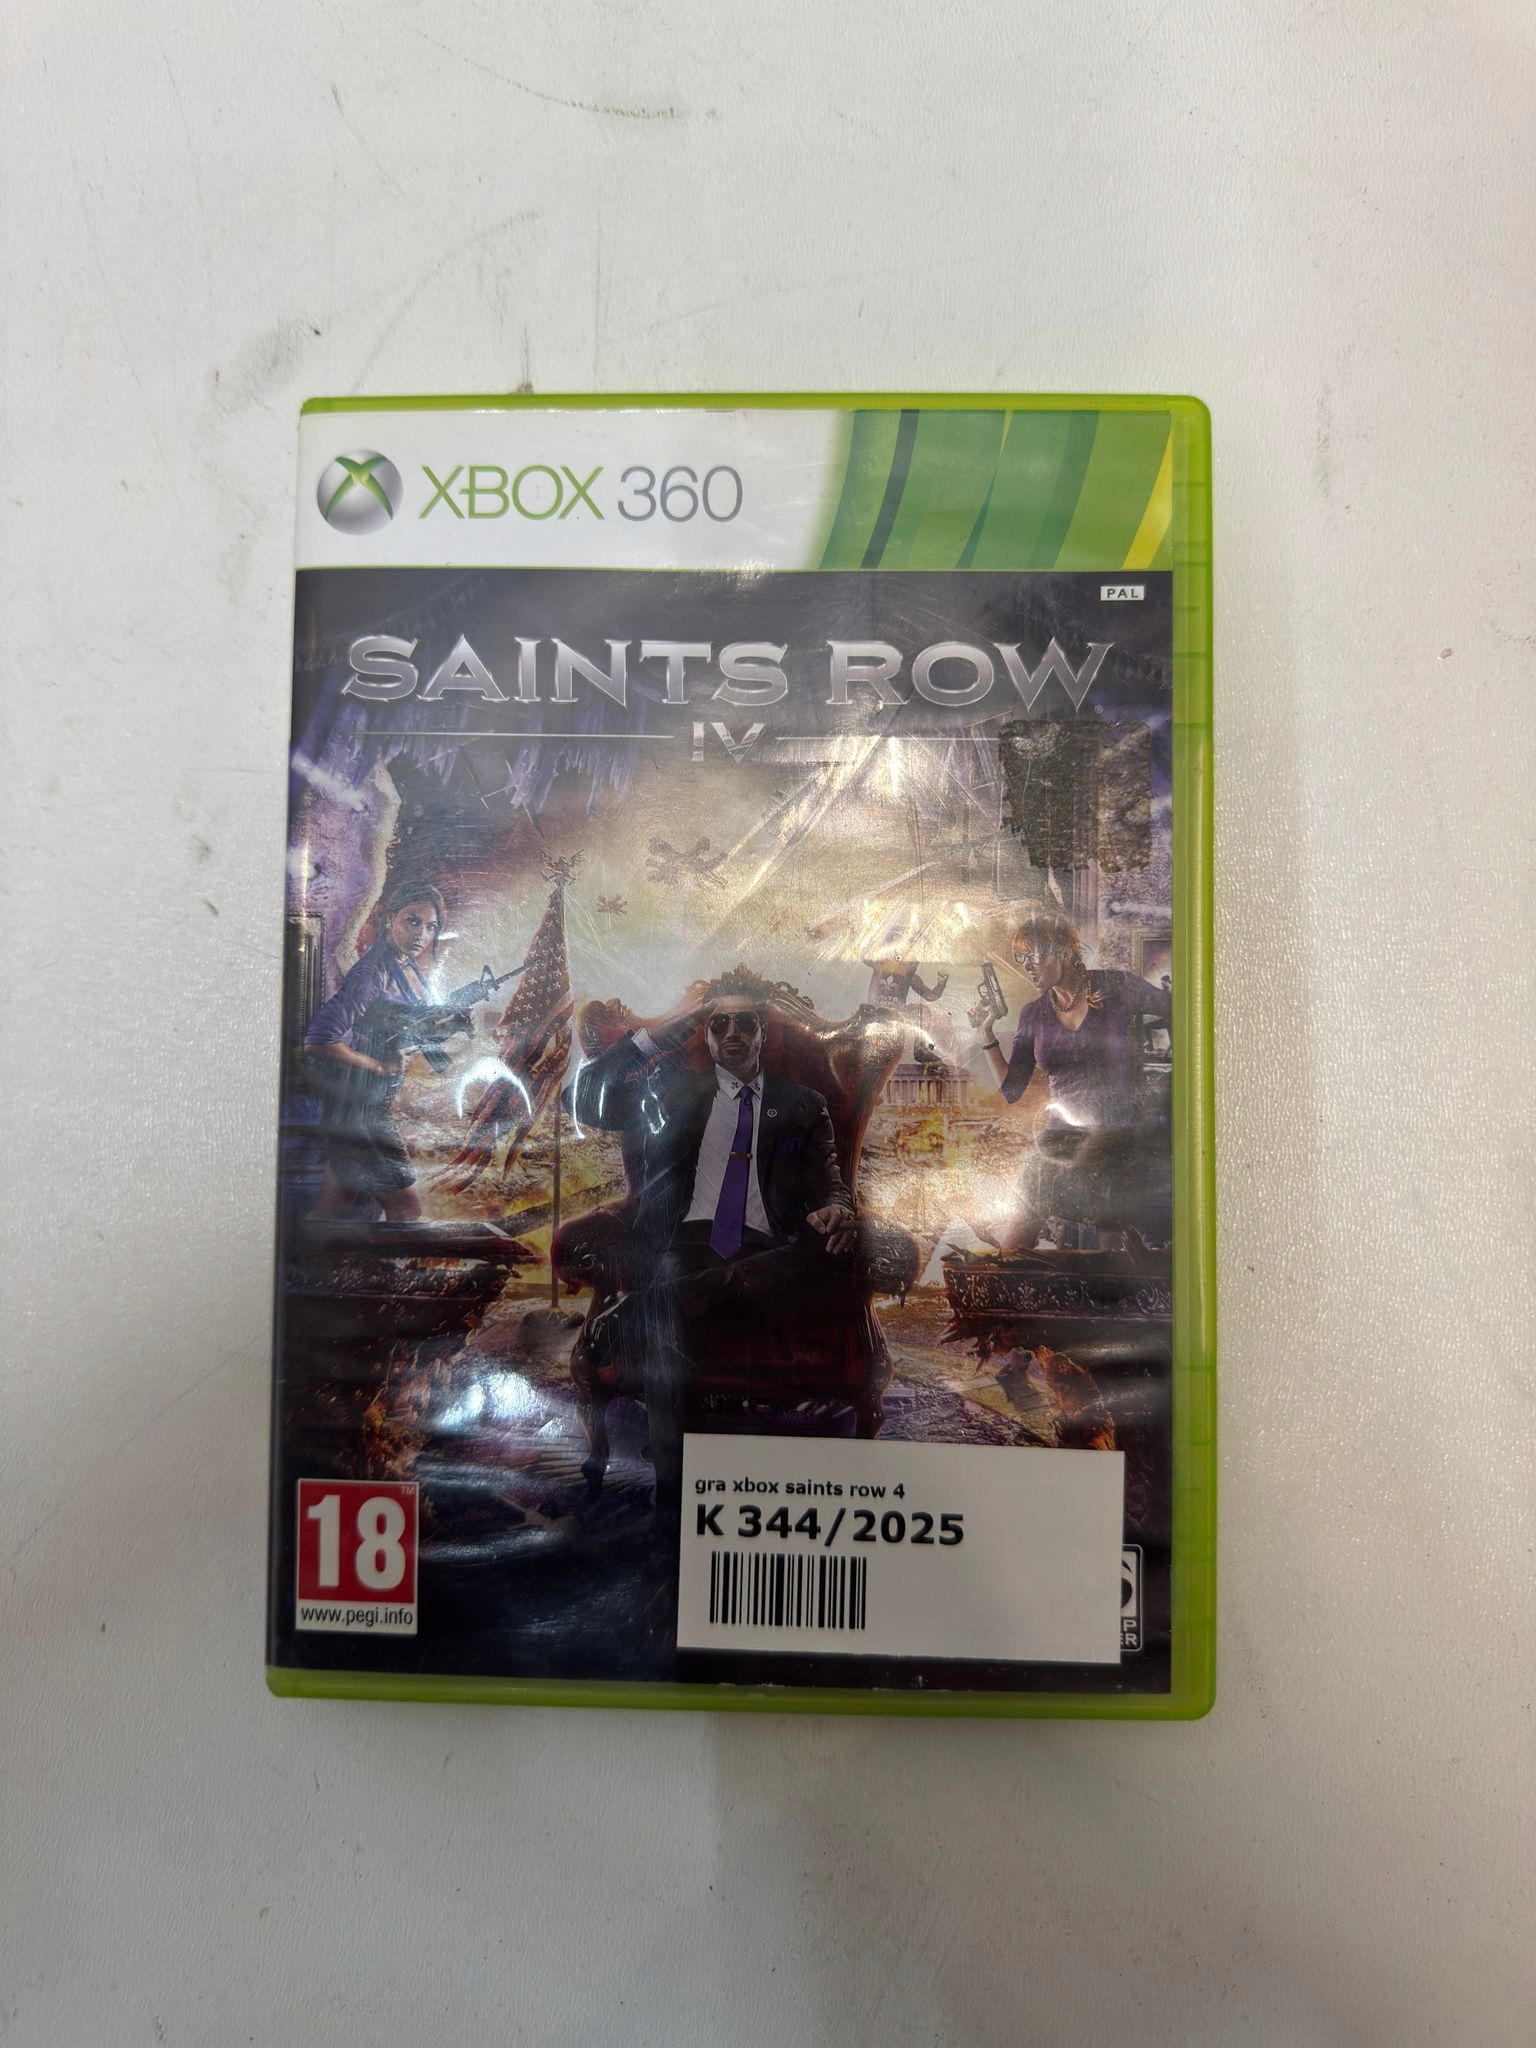 XBOX 360
PAL
SAINTS ROW
IV
gra xbox saints row 4
K 344/2025
18
www.pegi.info